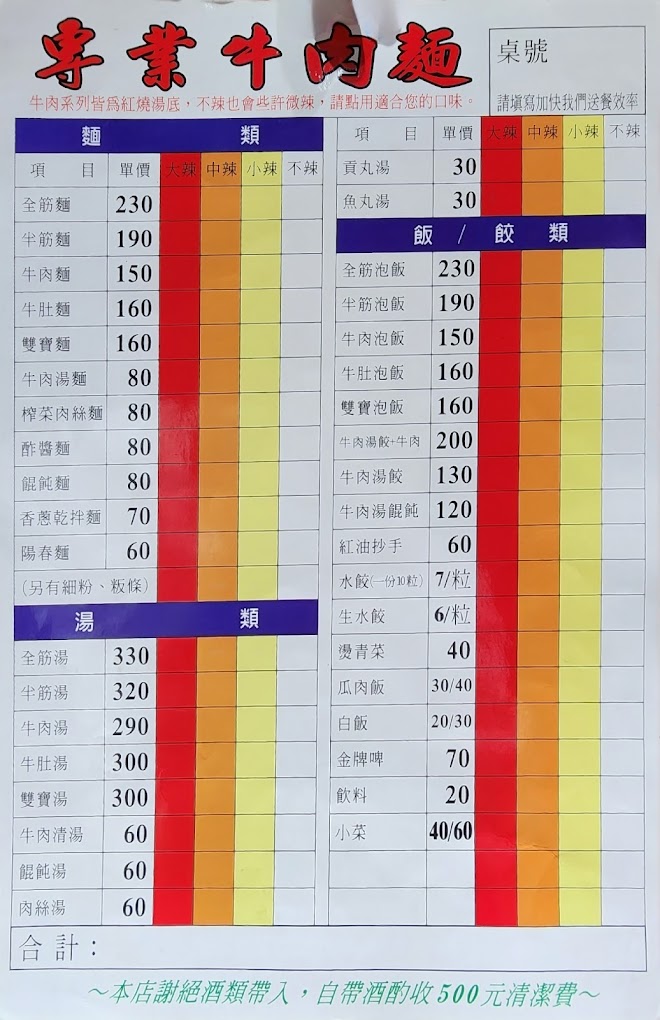 專業牛肉麵
牛肉系列皆為紅燒湯底，不辣也會些許微辣，請點用適合您的口味。
桌號
請填寫加快我們送餐效率
麵類
項目 單價 大辣 中辣 小辣 不辣
全筋麵 230
半筋麵 190
牛肉麵 150
牛肚麵 160
雙寶麵 160
牛肉湯麵 80
榨菜肉絲麵 80
酢醬麵 80
餛飩麵 80
香蔥乾拌麵 70
陽春麵 60
(另有細粉、粄條)
湯類
全筋湯 330
半筋湯 320
牛肉湯 290
牛肚湯 300
雙寶湯 300
牛肉清湯 60
餛飩湯 60
肉絲湯 60
項目 單價 大辣 中辣 小辣 不辣
貢丸湯 30
魚丸湯 30
飯/餃類
全筋泡飯 230
半筋泡飯 190
牛肉泡飯 150
牛肚泡飯 160
雙寶泡飯 160
牛肉湯餃+牛肉 200
牛肉湯餃 130
牛肉湯餛飩 120
紅油抄手 60
水餃(一份10粒) 7/粒
生水餃 6/粒
燙青菜 40
瓜肉飯 30/40
白飯 20/30
金牌啤 70
飲料 20
小菜 40/60
合計：
～本店謝絕酒類帶入，自帶酒酌收500元清潔費～